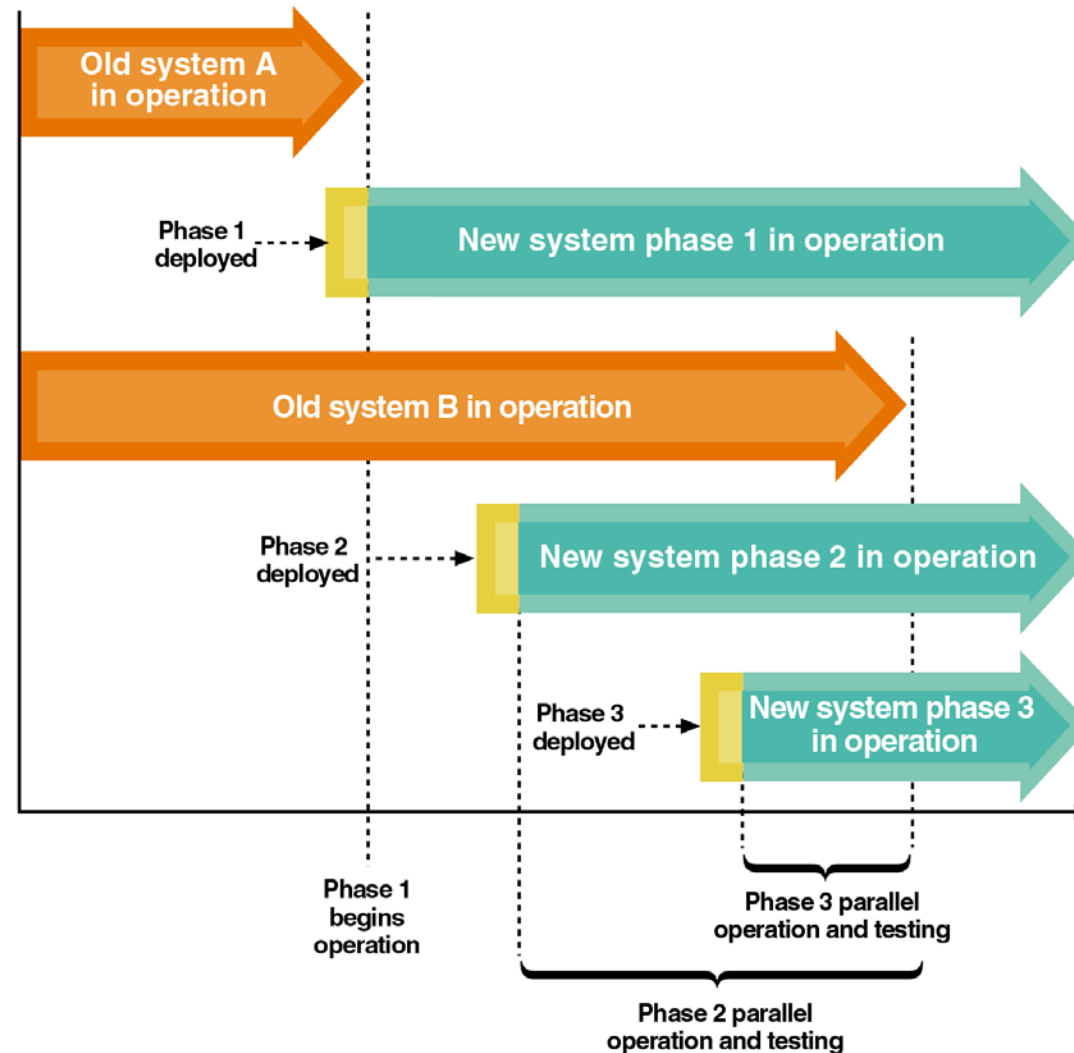 Old system A
in operation
Phase 1
deployed
New system phase 1 in operation
Old system B in operation
Phase 2
deployed
New system phase 2 in operation
Phase 3
deployed
New system phase 3
in operation
Phase 1
begins
operation
Phase 3 parallel
operation and testing
Phase 2 parallel
operation and testing